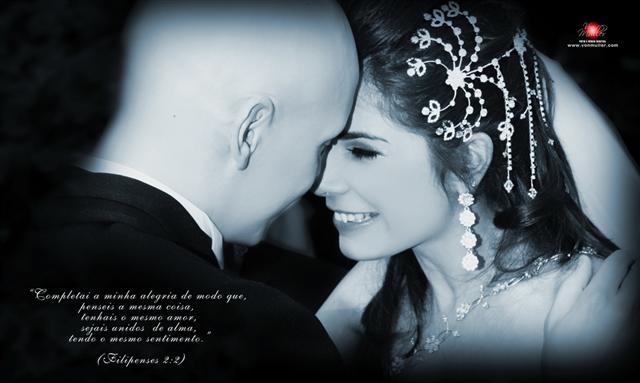 Muller
www.vonmuller.com
"Completai a minha alegria de modo que,
penseis a mesma coisa,
tenhais o mesmo amor,
sejais unidos de alma,
tendo o mesmo sentimento."
(Filipenses 2:2)